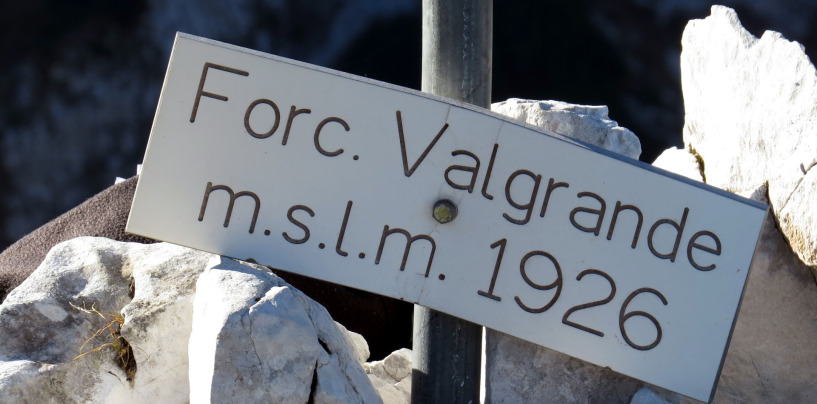 Forc. Valgrande
m.s.l.m. 1926